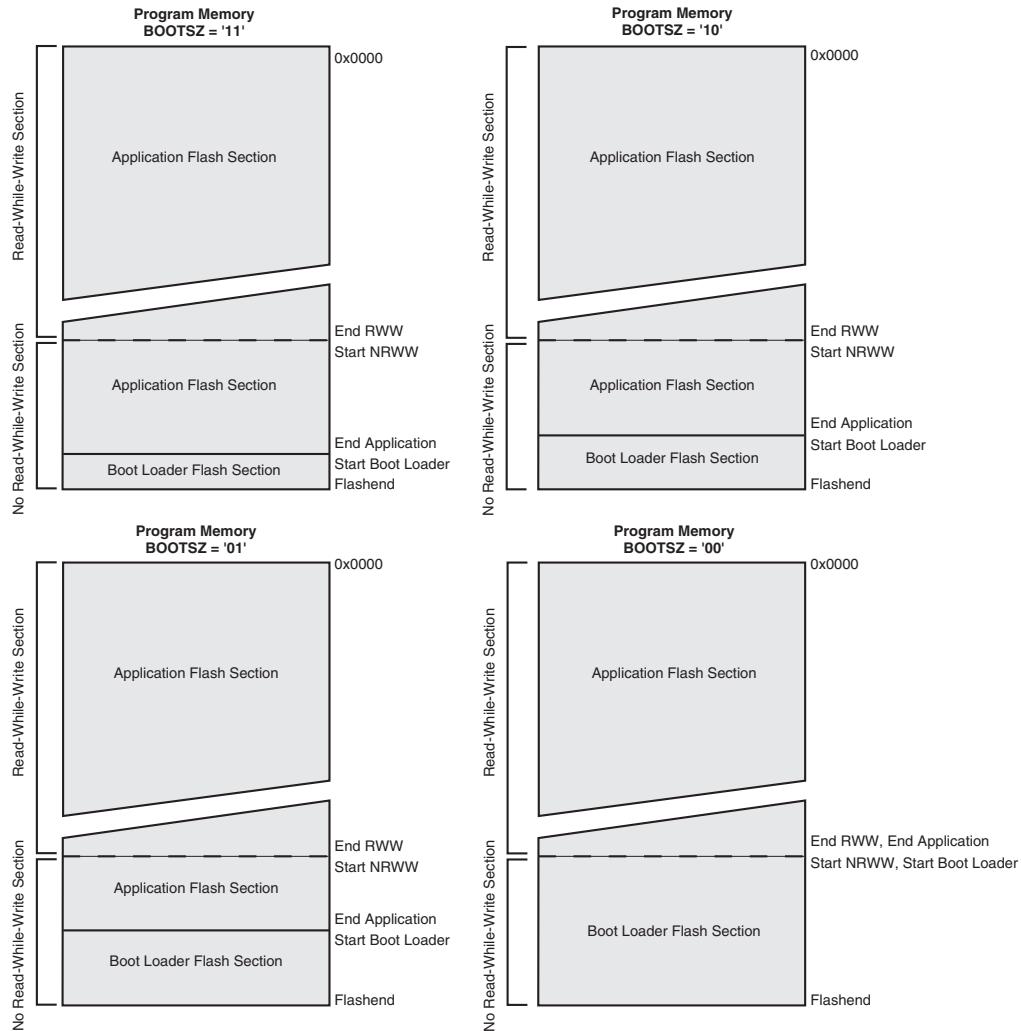 Program Memory
BOOTSZ = '11'
0x0000
Read-While-Write Section
Application Flash Section
End RWW
Start NRWW
No Read-While-Write Section
Application Flash Section
End Application
Start Boot Loader
Boot Loader Flash Section
Flashend
Program Memory
BOOTSZ = '10'
0x0000
Read-While-Write Section
Application Flash Section
End RWW
Start NRWW
No Read-While-Write Section
Application Flash Section
End Application
Start Boot Loader
Boot Loader Flash Section
Flashend
Program Memory
BOOTSZ = '01'
0x0000
Read-While-Write Section
Application Flash Section
End RWW
Start NRWW
No Read-While-Write Section
Application Flash Section
End Application
Start Boot Loader
Boot Loader Flash Section
Flashend
Program Memory
BOOTSZ = '00'
0x0000
Read-While-Write Section
Application Flash Section
End RWW, End Application
Start NRWW, Start Boot Loader
No Read-While-Write Section
Boot Loader Flash Section
Flashend